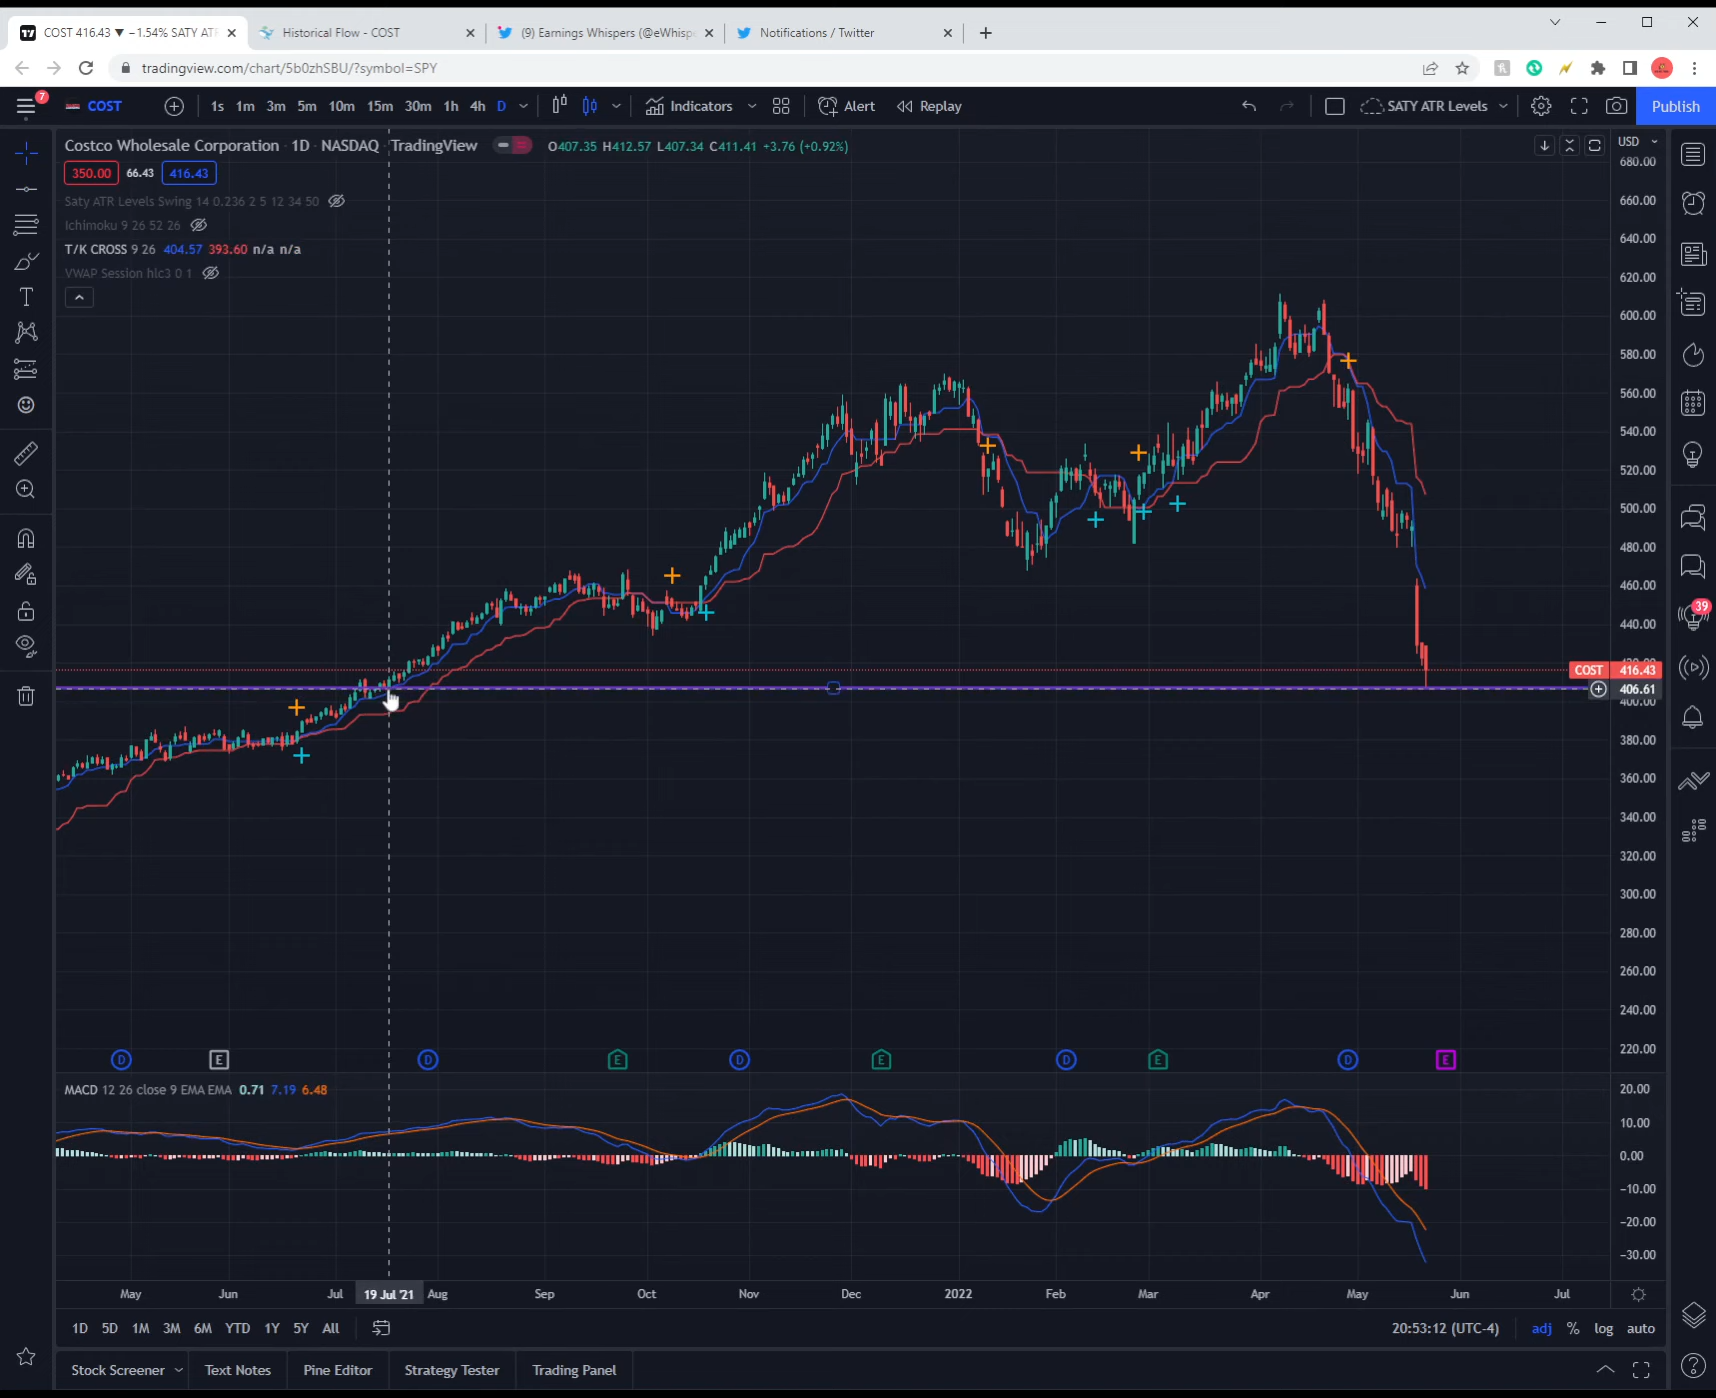 COST 416.43 ▼ −1.54% SATY ATR
Historical Flow - COST
(9) Earnings Whispers (@eWhisp
Notifications / Twitter
tradingview.com/chart/5b0zhSBU/?symbol=SPY
7
COST 1s 1m 3m 5m 10m 15m 30m 1h 4h D Indicators Alert Replay SATY ATR Levels Publish
Costco Wholesale Corporation · 1D · NASDAQ · TradingView O407.35 H412.57 L407.34 C411.41 +3.76 (+0.92%)
350.00 66.43 416.43
Saty ATR Levels Swing 14 0.236 2 5 12 34 50
Ichimoku 9 26 52 26
T/K CROSS 9 26 404.57 393.60 n/a n/a
VWAP Session hlc3 0 1
USD
680.00
660.00
640.00
620.00
600.00
580.00
560.00
540.00
520.00
500.00
480.00
460.00
440.00
39
COST 416.43
406.61
400.00
380.00
360.00
340.00
320.00
300.00
280.00
260.00
240.00
220.00
D E D E D E D E D E
MACD 12 26 close 9 EMA EMA 0.71 7.19 6.48
20.00
10.00
0.00
−10.00
−20.00
−30.00
May Jun Jul 19 Jul '21 Aug Sep Oct Nov Dec 2022 Feb Mar Apr May Jun Jul
1D 5D 1M 3M 6M YTD 1Y 5Y All 20:53:12 (UTC-4) adj % log auto
Stock Screener Text Notes Pine Editor Strategy Tester Trading Panel